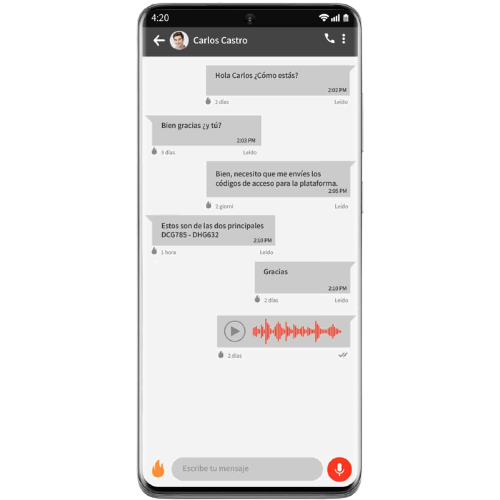 4:20
Carlos Castro
Hola Carlos ¿Cómo estás?
2:02 PM
2 días
Leído
Bien gracias ¿y tú?
2:03 PM
3 días
Leído
Bien, necesito que me envíes los
códigos de acceso para la plataforma.
2:05 PM
2 giorni
Leído
Estos son de las dos principales
DCG785 - DHG632
2:10 PM
1 hora
Leído
Gracias
2:10 PM
2 días
Leído
2 días
Escribe tu mensaje